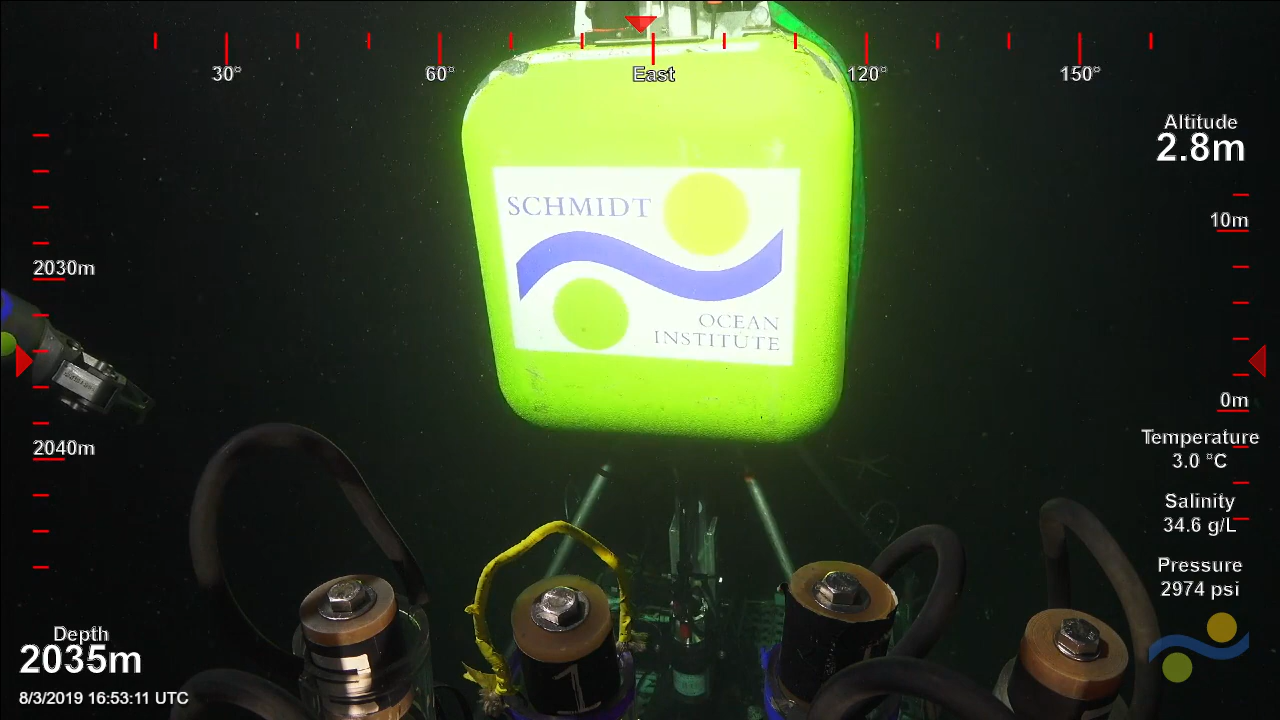 30° 60° East 120° 150°
Altitude
2.8m
SCHMIDT
10m
2030m
OCEAN
INSTITUTE
0m
2040m
Temperature
3.0 °C
Salinity
34.6 g/L
Pressure
2974 psi
1
Depth
2035m
8/3/2019 16:53:11 UTC